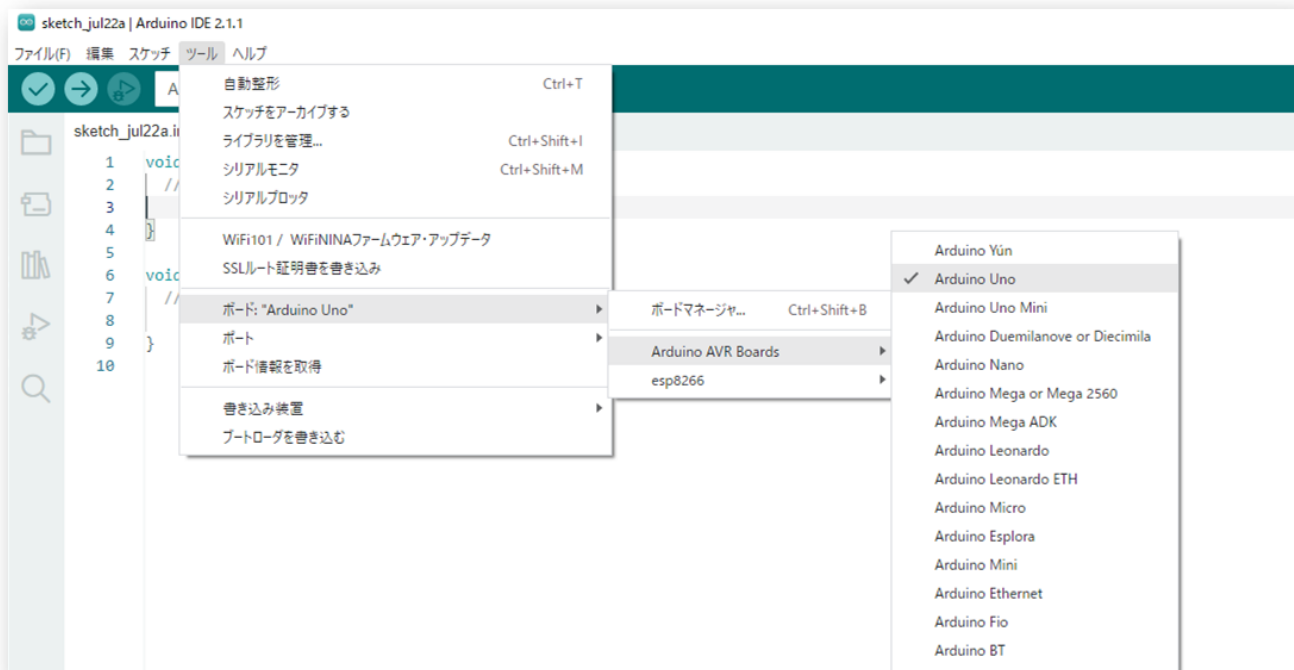 sketch_jul22a | Arduino IDE 2.1.1
ファイル(F) 編集 スケッチ ツール ヘルプ
A
自動整形 Ctrl+T
スケッチをアーカイブする
ライブラリを管理... Ctrl+Shift+I
シリアルモニタ Ctrl+Shift+M
シリアルプロッタ
WiFi101 / WiFiNINAファームウェア・アップデータ
SSLルート証明書を書き込み
ボード: "Arduino Uno"
ポート
ボード情報を取得
書き込み装置
ブートローダを書き込む
sketch_jul22a.i
1 void
2 //
3
4 }
5
6 void
7 //
8
9 }
10
ボードマネージャ... Ctrl+Shift+B
Arduino AVR Boards
esp8266
Arduino Yún
Arduino Uno
Arduino Uno Mini
Arduino Duemilanove or Diecimila
Arduino Nano
Arduino Mega or Mega 2560
Arduino Mega ADK
Arduino Leonardo
Arduino Leonardo ETH
Arduino Micro
Arduino Esplora
Arduino Mini
Arduino Ethernet
Arduino Fio
Arduino BT